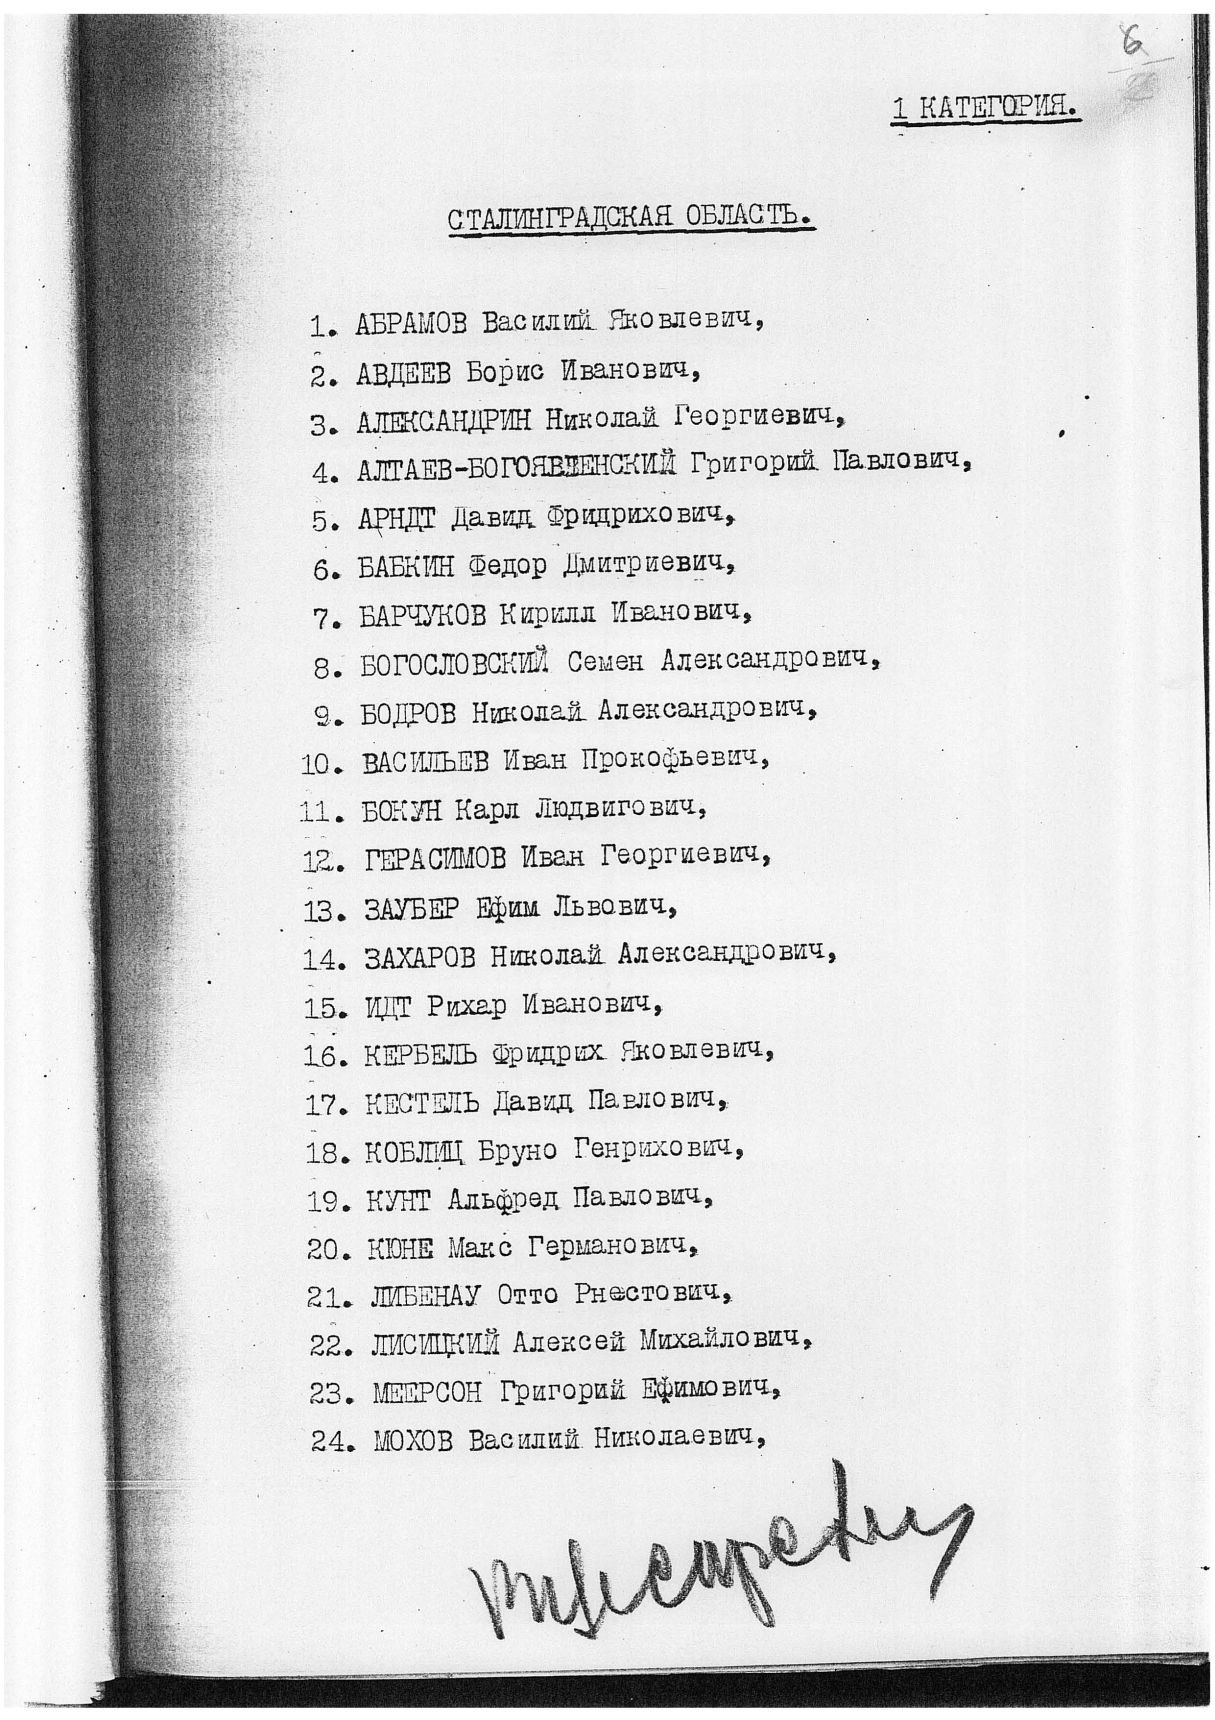 6
1 КАТЕГОРИЯ.
СТАЛИНГРАДСКАЯ ОБЛАСТЬ.
1. АБРАМОВ Василий Яковлевич,
2. АВДЕЕВ Борис Иванович,
3. АЛЕКСАНДРИН Николай Георгиевич,
4. АЛТАЕВ-БОГОЯВЛЕНСКИЙ Григорий Павлович,
5. АРНДТ Давид Фридрихович,
6. БАБКИН Федор Дмитриевич,
7. БАРЧУКОВ Кирилл Иванович,
8. БОГОСЛОВСКИЙ Семен Александрович,
9. БОДРОВ Николай Александрович,
10. ВАСИЛЬЕВ Иван Прокофьевич,
11. БОКУН Карл Людвигович,
12. ГЕРАСИМОВ Иван Георгиевич,
13. ЗАУБЕР Ефим Львович,
14. ЗАХАРОВ Николай Александрович,
15. ИДТ Рихар Иванович,
16. КЕРБЕЛЬ Фридрих Яковлевич,
17. КЕСТЕЛЬ Давид Павлович,
18. КОБЛИЦ Бруно Генрихович,
19. КУНТ Альфред Павлович,
20. КЮНЕ Макс Германович,
21. ЛИБЕНАУ Отто Рнестович,
22. ЛИСИЦКИЙ Алексей Михайлович,
23. МЕЕРСОН Григорий Ефимович,
24. МОХОВ Василий Николаевич,